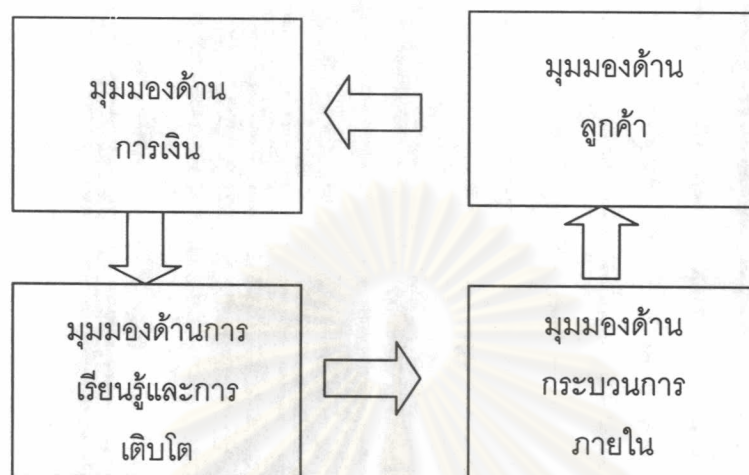 มุมมองด้าน
การเงิน
มุมมองด้าน
ลูกค้า
มุมมองด้านการ
เรียนรู้และการ
เติบโต
มุมมองด้าน
กระบวนการ
ภายใน